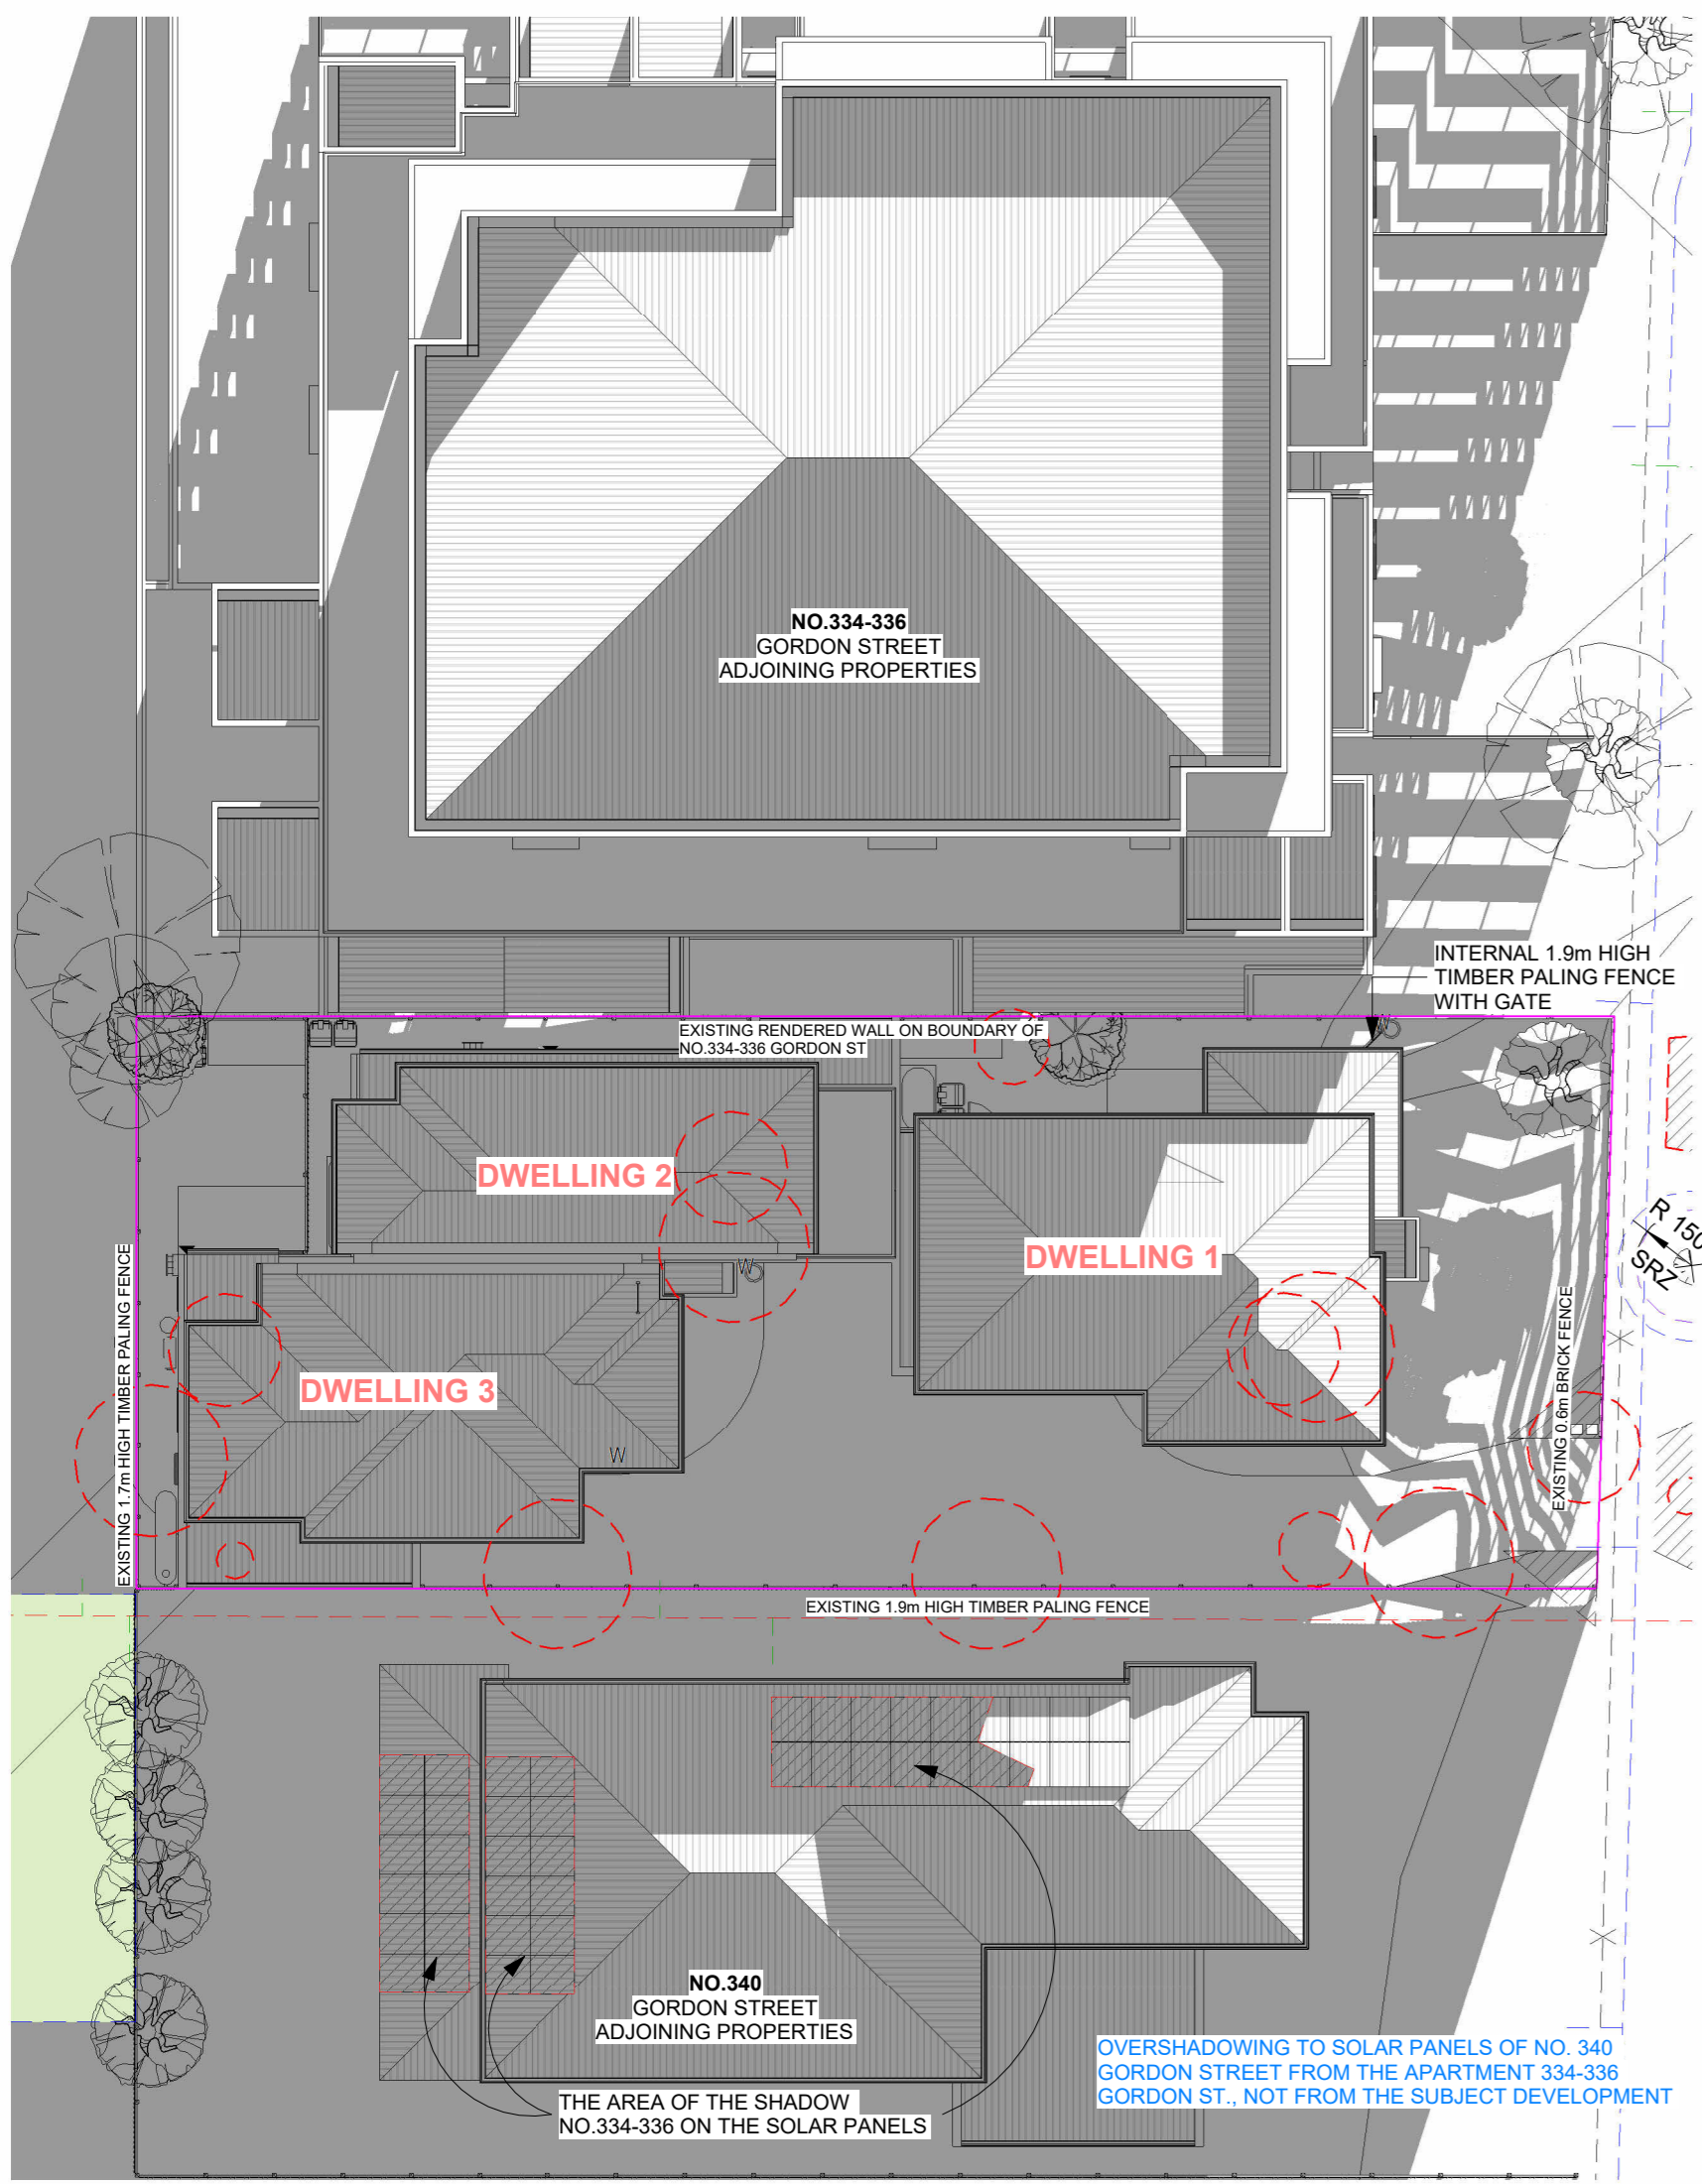 NO.334-336
GORDON STREET
ADJOINING PROPERTIES
INTERNAL 1.9m HIGH
TIMBER PALING FENCE
WITH GATE
EXISTING RENDERED WALL ON BOUNDARY OF
NO.334-336 GORDON ST
DWELLING 2
DWELLING 1
R 150
SRZ
W
EXISTING 1.7m HIGH TIMBER PALING FENCE
EXISTING 0.6m BRICK FENCE
DWELLING 3
W
EXISTING 1.9m HIGH TIMBER PALING FENCE
NO.340
GORDON STREET
ADJOINING PROPERTIES
OVERSHADOWING TO SOLAR PANELS OF NO. 340
GORDON STREET FROM THE APARTMENT 334-336
GORDON ST., NOT FROM THE SUBJECT DEVELOPMENT
THE AREA OF THE SHADOW
NO.334-336 ON THE SOLAR PANELS